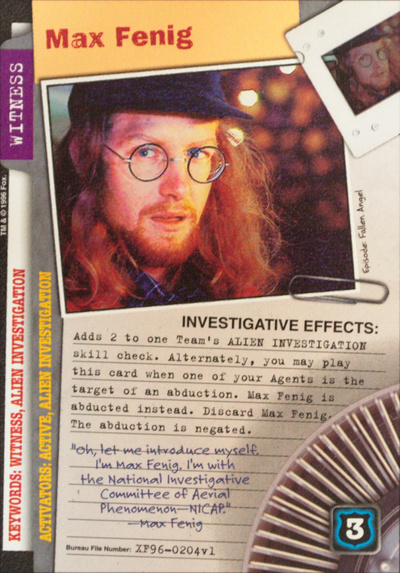 Max Fenig
WITNESS
TM & © 1996 Fox.
KEYWORDS: WITNESS, ALIEN INVESTIGATION
ACTIVATORS: ACTIVE, ALIEN INVESTIGATION
Episode: Fallen Angel
INVESTIGATIVE EFFECTS:
Adds 2 to one Team's ALIEN INVESTIGATION
skill check. Alternately, you may play
this card when one of your Agents is the
target of an abduction. Max Fenig is
abducted instead. Discard Max Fenig.
The abduction is negated.
"Oh, let me introduce myself.
I'm Max Fenig, I'm with
the National Investigative
Committee of Aerial
Phenomenon—NICAP."
—Max Fenig
Bureau File Number: XF96-0204v1
3